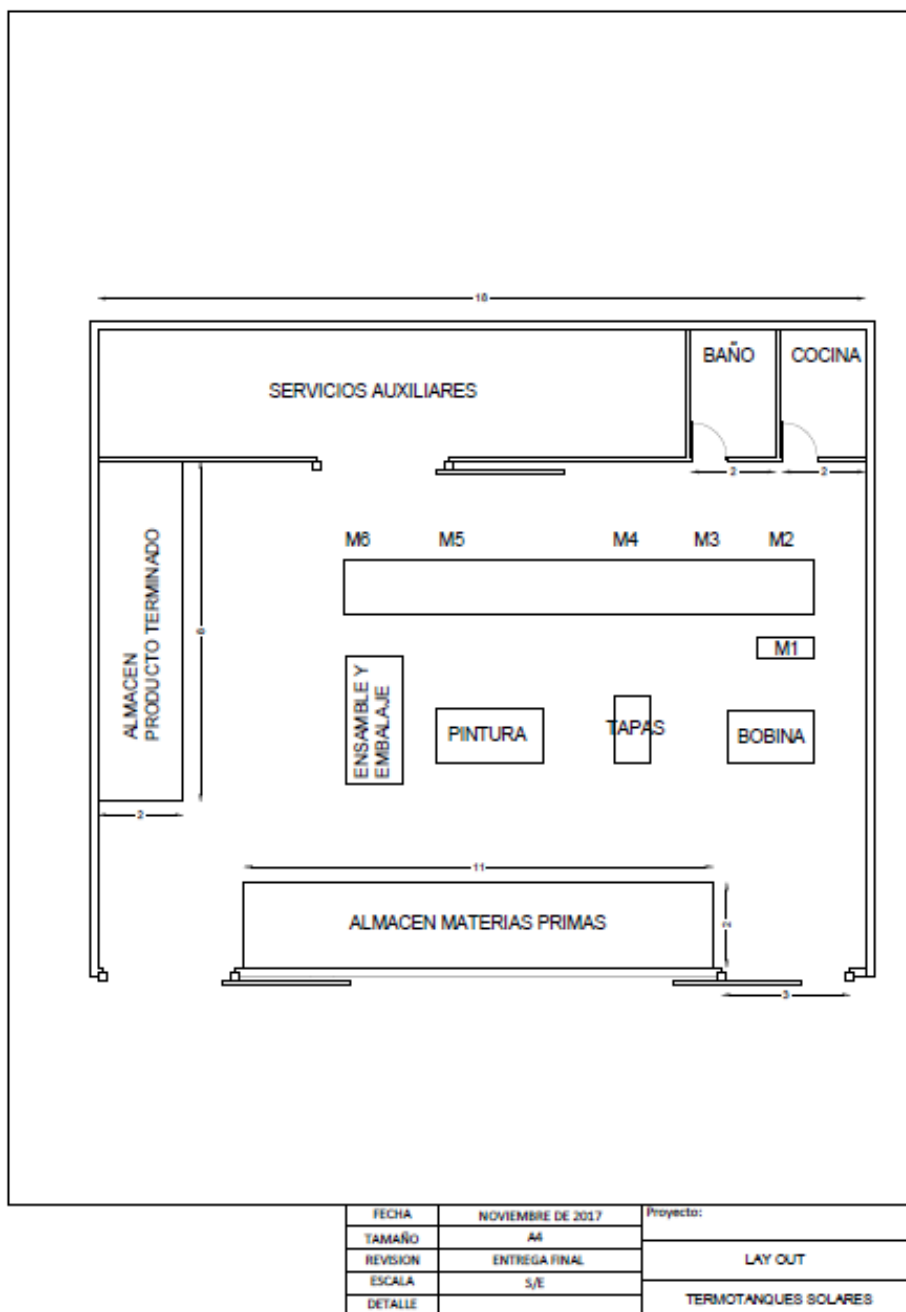 18
BAÑO
COCINA
SERVICIOS AUXILIARES
2
2
M6
M5
M4
M3
M2
ALMACEN
PRODUCTO TERMINADO
6
M1
ENSAMBLE Y
EMBALAJE
PINTURA
TAPAS
BOBINA
2
11
ALMACEN MATERIAS PRIMAS
2
3
FECHA
NOVIEMBRE DE 2017
Proyecto:
TAMAÑO
A4
REVISION
ENTREGA FINAL
LAY OUT
ESCALA
S/E
DETALLE
TERMOTANQUES SOLARES